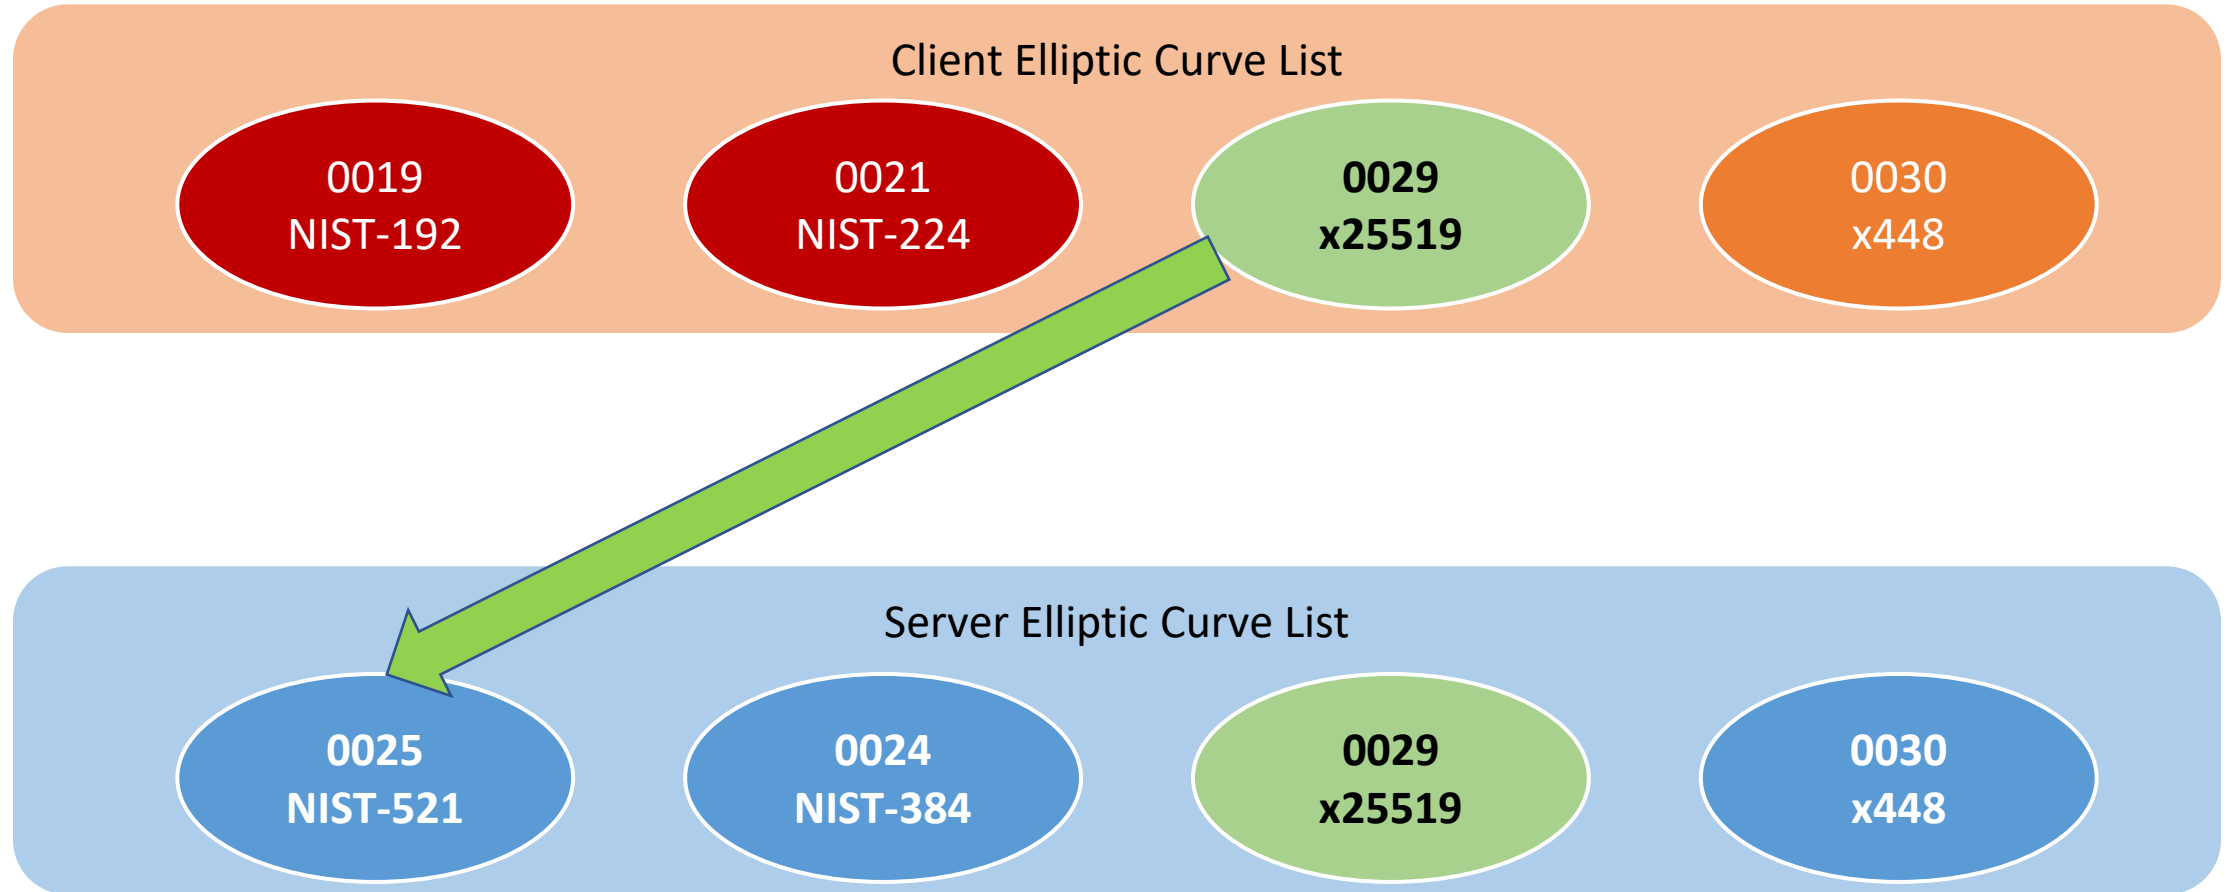 Client Elliptic Curve List
0019
NIST-192
0021
NIST-224
0029
x25519
0030
x448
Server Elliptic Curve List
0025
NIST-521
0024
NIST-384
0029
x25519
0030
x448